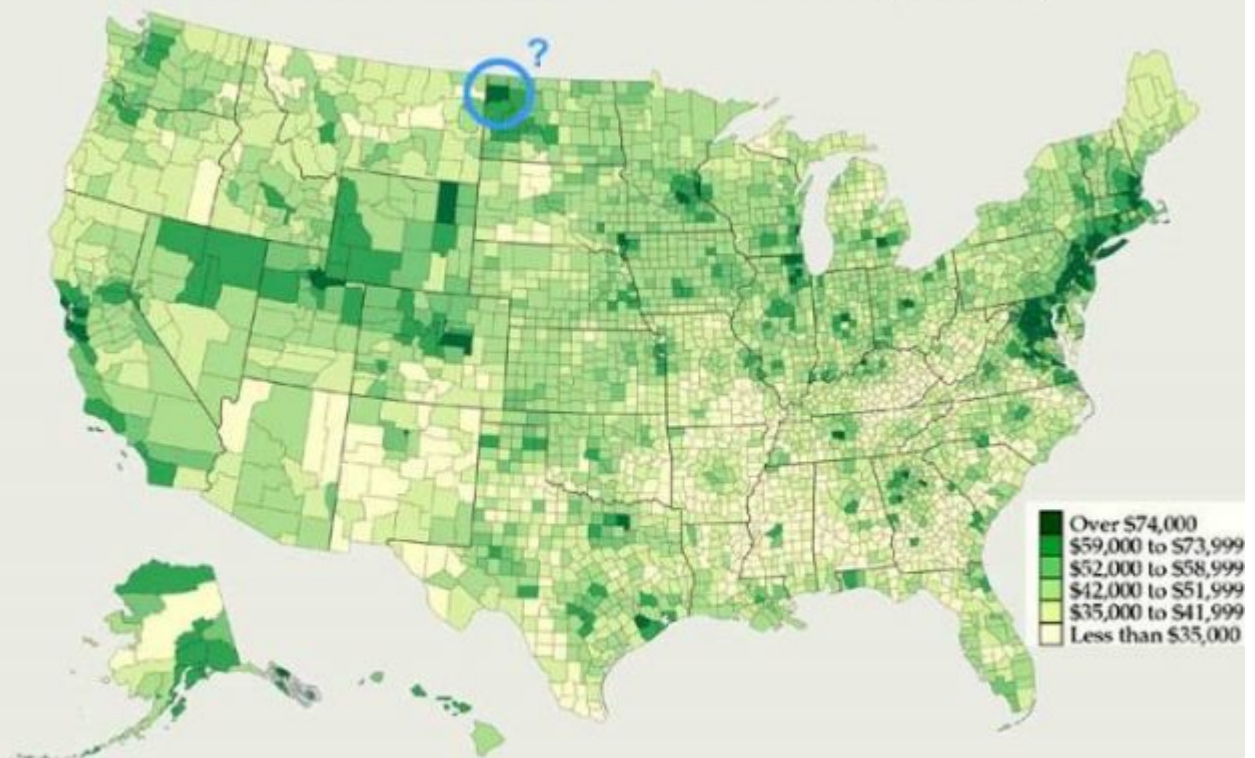 ?
Over $74,000
$59,000 to $73,999
$52,000 to $58,999
$42,000 to $51,999
$35,000 to $41,999
Less than $35,000